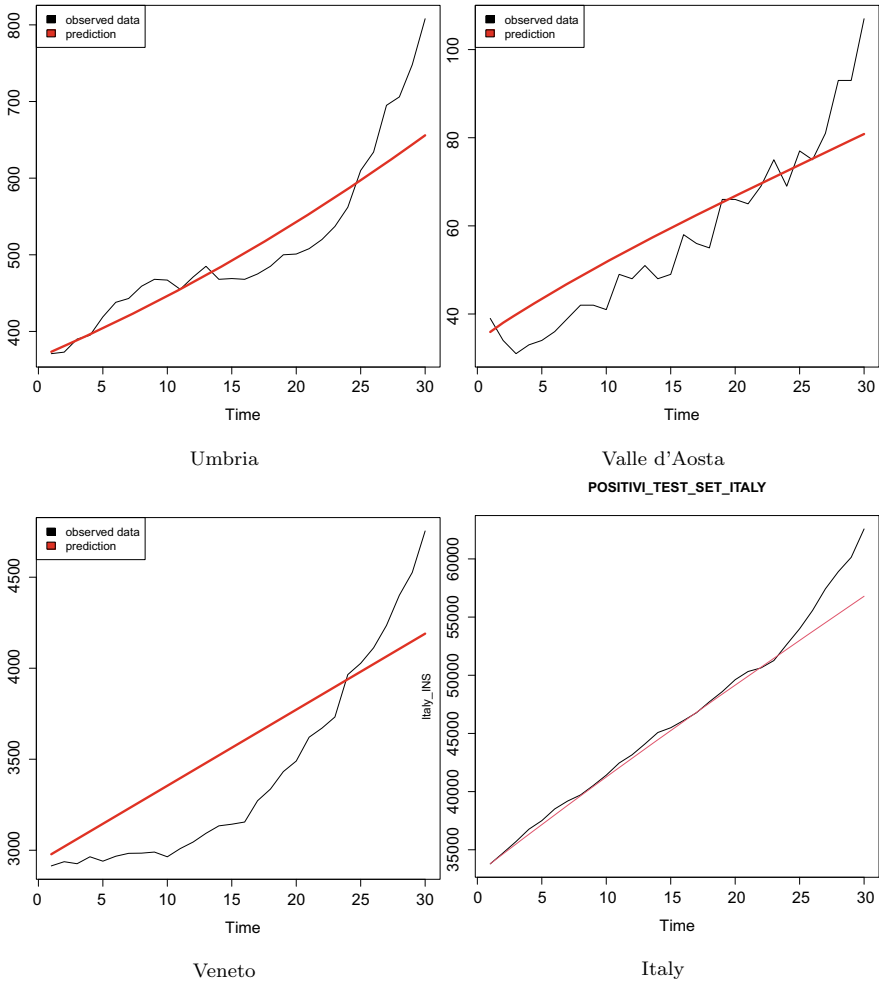 observed data
prediction
400 500 600 700 800
0 5 10 15 20 25 30
Time
Umbria
observed data
prediction
40 60 80 100
0 5 10 15 20 25 30
Time
Valle d'Aosta
observed data
prediction
3000 3500 4000 4500
0 5 10 15 20 25 30
Time
Veneto
POSITIVI_TEST_SET_ITALY
Italy_INS
35000 40000 45000 50000 55000 60000
0 5 10 15 20 25 30
Time
Italy